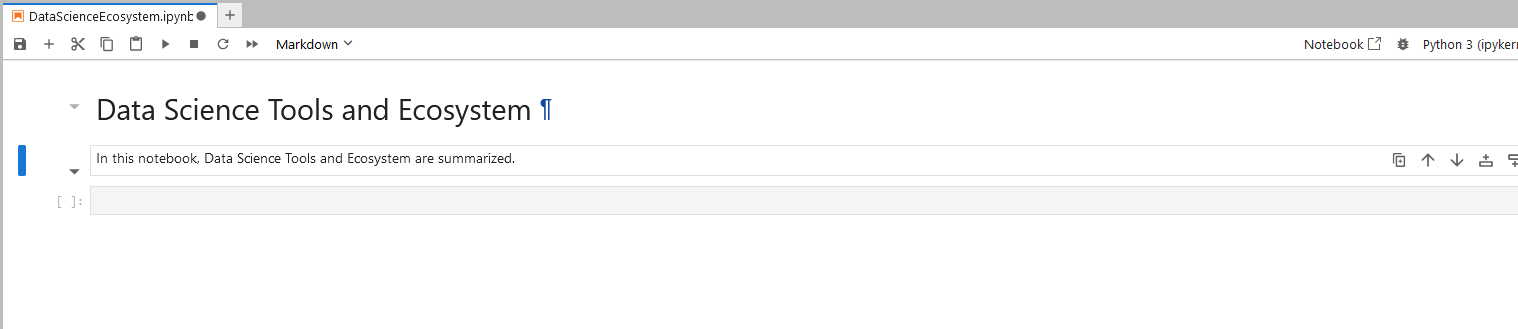 DataScienceEcosystem.ipynb
Markdown
Notebook
Python 3 (ipyker
Data Science Tools and Ecosystem ¶
In this notebook, Data Science Tools and Ecosystem are summarized.
[ ]: